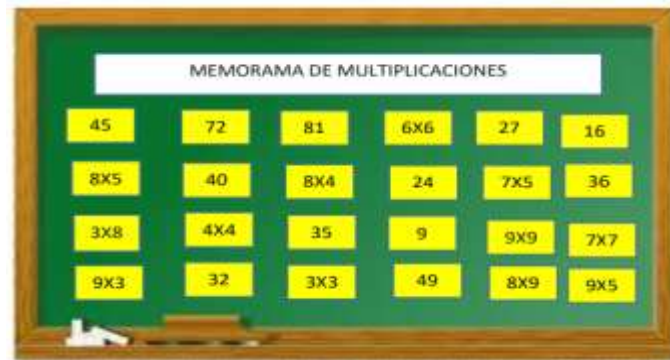 MEMORAMA DE MULTIPLICACIONES
45 72 81 6X6 27 16
8X5 40 8X4 24 7X5 36
3X8 4X4 35 9 9X9 7X7
9X3 32 3X3 49 8X9 9X5